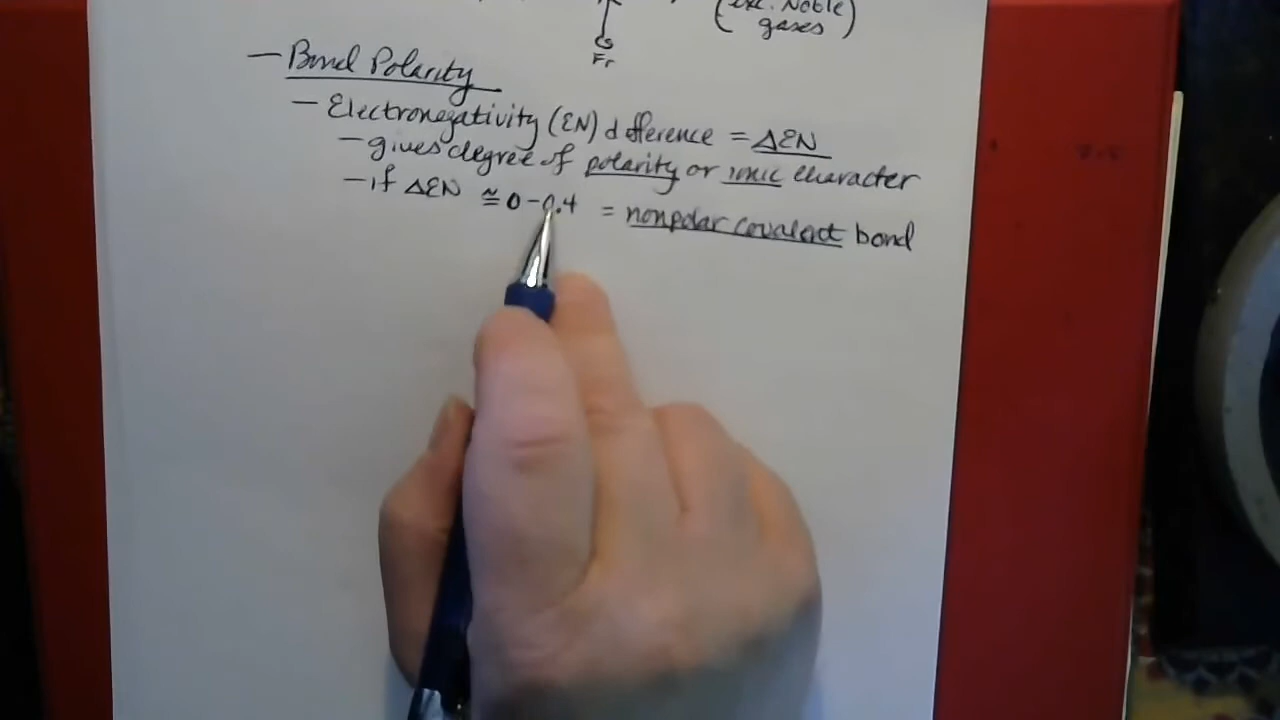 (exc. Noble
gases)
Fr
— Bond Polarity
— Electronegativity (EN) difference = ΔEN
— gives degree of polarity or ionic character
— if ΔEN ≅ 0-0.4 = nonpolar covalent bond